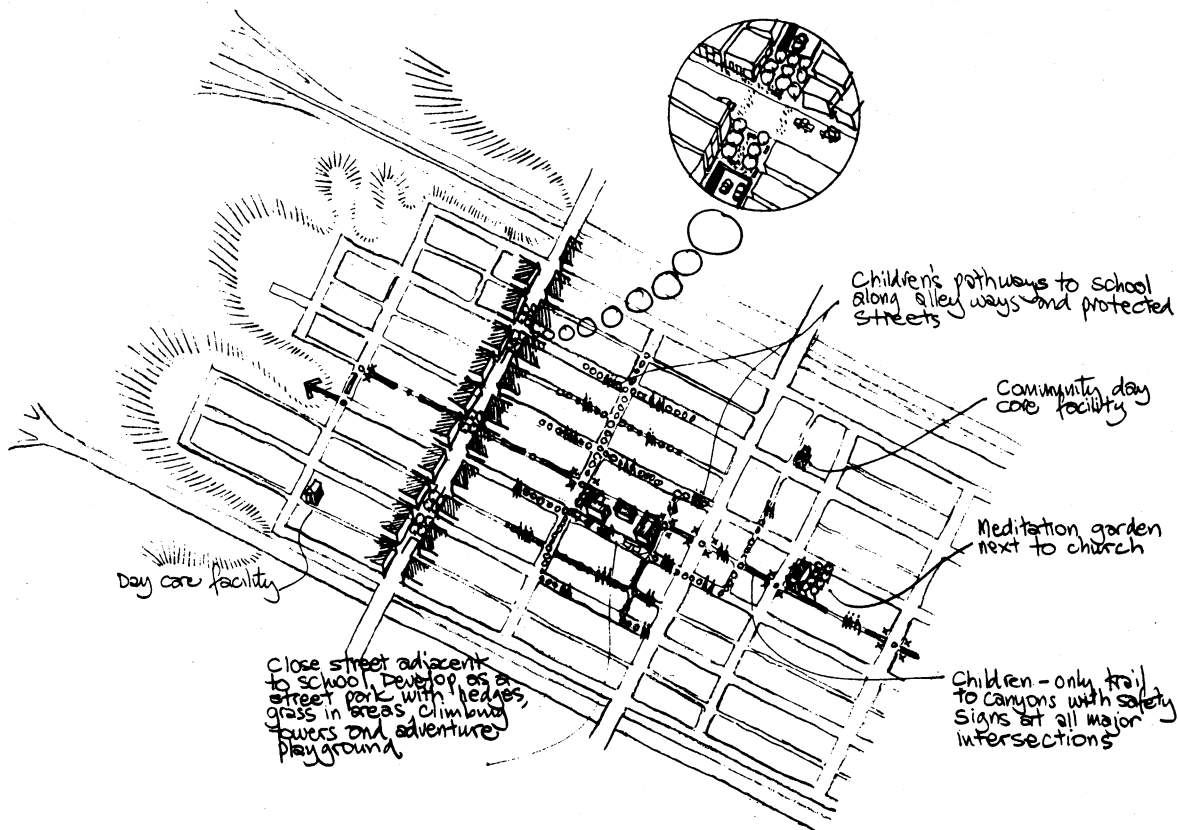 Children's pathways to school
along alley ways and protected
streets
Community day
care facility
Meditation garden
next to church
Day care facility
Close street adjacent
to school. Develop as a
street park with hedges,
grass in areas, climbing
towers and adventure
playground
Children-only trail
to canyons with safety
signs at all major
intersections